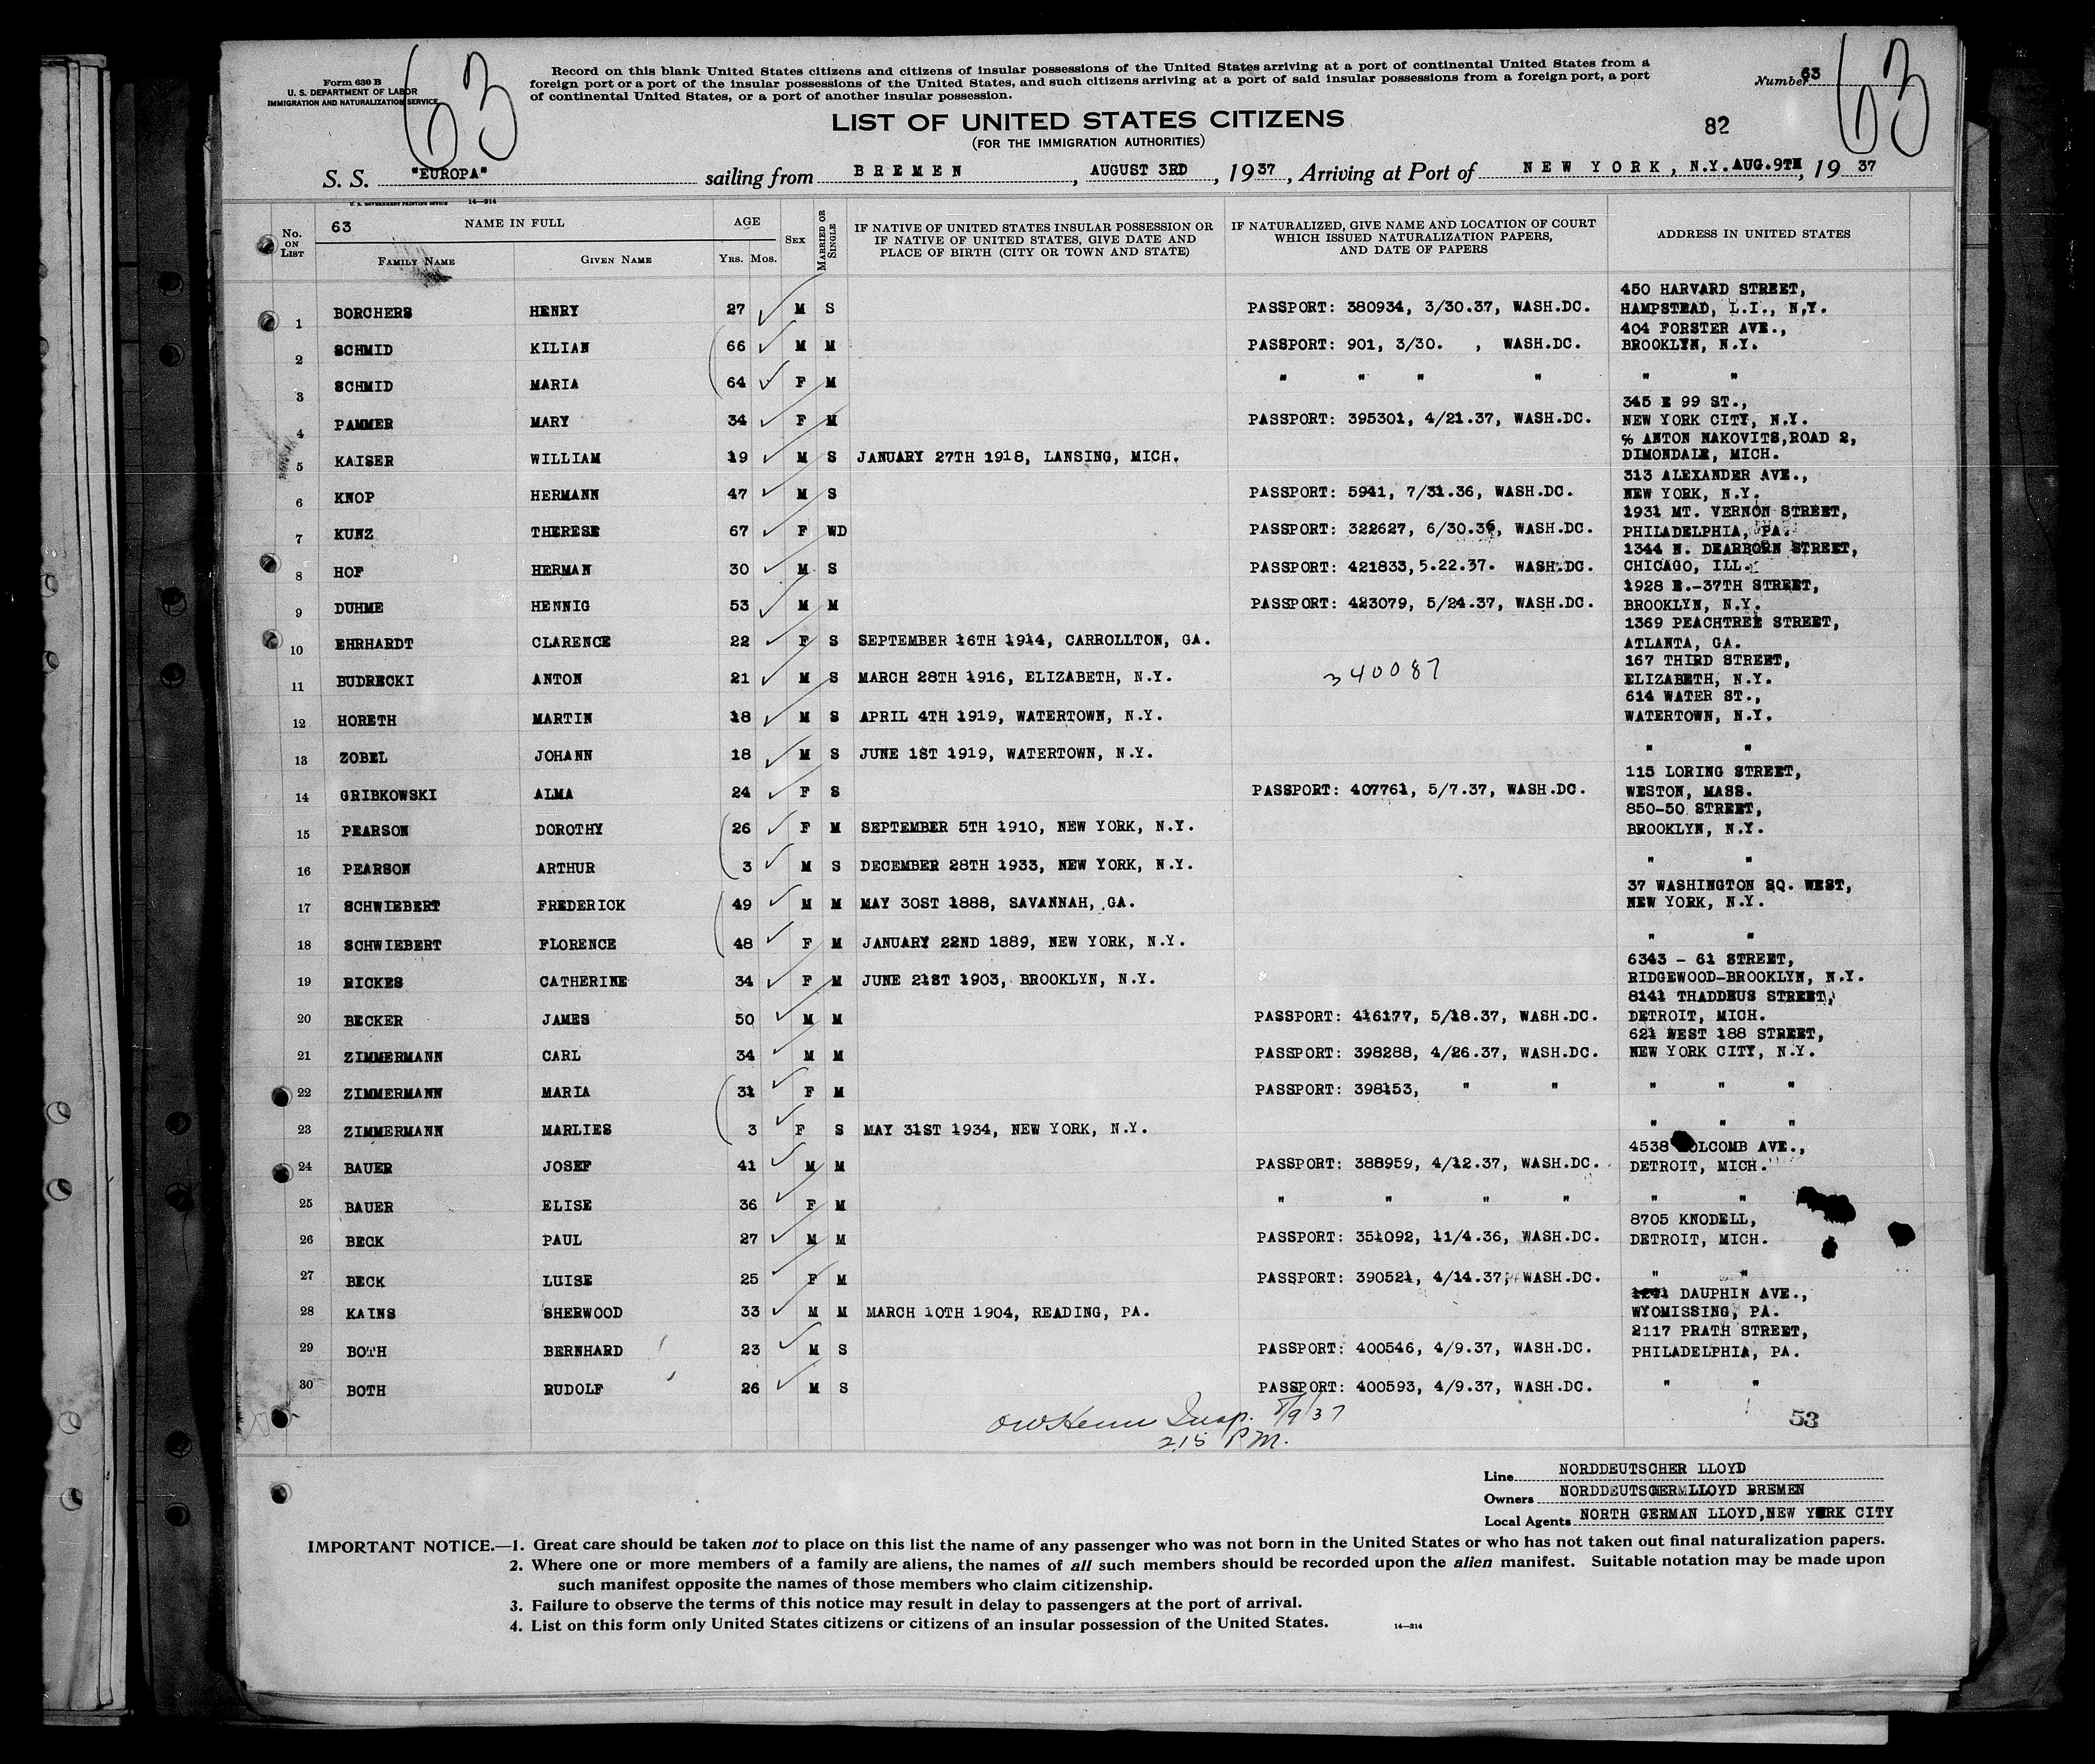 63
63
Form 630 B
U. S. DEPARTMENT OF LABOR
IMMIGRATION AND NATURALIZATION SERVICE
Record on this blank United States citizens and citizens of insular possessions of the United States arriving at a port of continental United States from a
foreign port or a port of the insular possessions of the United States, and such citizens arriving at a port of said insular possessions from a foreign port, a port
of continental United States, or a port of another insular possession.
Number 63
LIST OF UNITED STATES CITIZENS
(FOR THE IMMIGRATION AUTHORITIES)
82
S. S. "EUROPA" sailing from BREMEN, AUGUST 3RD, 1937, Arriving at Port of NEW YORK, N.Y. AUG. 9TH, 1937
U. S. GOVERNMENT PRINTING OFFICE 14—214
No. ON LIST 63 NAME IN FULL FAMILY NAME GIVEN NAME AGE YRS. MOS. SEX MARRIED OR SINGLE
IF NATIVE OF UNITED STATES INSULAR POSSESSION OR IF NATIVE OF UNITED STATES, GIVE DATE AND PLACE OF BIRTH (CITY OR TOWN AND STATE)
IF NATURALIZED, GIVE NAME AND LOCATION OF COURT WHICH ISSUED NATURALIZATION PAPERS, AND DATE OF PAPERS
ADDRESS IN UNITED STATES
1 BORCHERS HENRY 27 M S PASSPORT: 380934, 3/30.37, WASH.DC. 450 HARVARD STREET, HAMPSTEAD, L.I., N.Y.
2 SCHMID KILIAN 66 M M PASSPORT: 901, 3/30. , WASH.DC. 404 FORSTER AVE., BROOKLYN, N.Y.
3 SCHMID MARIA 64 F M " " " " " "
4 PAMMER MARY 34 F M PASSPORT: 395301, 4/21.37, WASH.DC. 345 E 99 ST., NEW YORK CITY, N.Y.
5 KAISER WILLIAM 19 M S JANUARY 27TH 1918, LANSING, MICH. % ANTON NAKOVITS,ROAD 2, DIMONDALE, MICH.
6 KNOP HERMANN 47 M S PASSPORT: 5941, 7/31.36, WASH.DC. 313 ALEXANDER AVE., NEW YORK, N.Y.
7 KUNZ THERESE 67 F WD PASSPORT: 322627, 6/30.36, WASH.DC. 1931 MT. VERNON STREET, PHILADELPHIA, PA.
8 HOF HERMAN 30 M S PASSPORT: 421833,5.22.37. WASH.DC. 1344 N. DEARBORN STREET, CHICAGO, ILL.
9 DUHME HENNIG 53 M M PASSPORT: 423079, 5/24.37, WASH.DC. 1928 E.-37TH STREET, BROOKLYN, N.Y.
10 EHRHARDT CLARENCE 22 F S SEPTEMBER 16TH 1914, CARROLLTON, GA. 1369 PEACHTREE STREET, ATLANTA, GA.
11 BUDRECKI ANTON 21 M S MARCH 28TH 1916, ELIZABETH, N.Y. 340087 167 THIRD STREET, ELIZABETH, N.Y.
12 HORETH MARTIN 18 M S APRIL 4TH 1919, WATERTOWN, N.Y. 614 WATER ST., WATERTOWN, N.Y.
13 ZOBEL JOHANN 18 M S JUNE 1ST 1919, WATERTOWN, N.Y. " "
14 GRIBKOWSKI ALMA 24 F S PASSPORT: 407761, 5/7.37, WASH.DC. 115 LORING STREET, WESTON, MASS.
15 PEARSON DOROTHY 26 F M SEPTEMBER 5TH 1910, NEW YORK, N.Y. 850-50 STREET, BROOKLYN, N.Y.
16 PEARSON ARTHUR 3 M S DECEMBER 28TH 1933, NEW YORK, N.Y. " "
17 SCHWIEBERT FREDERICK 49 M M MAY 30ST 1888, SAVANNAH, GA. 37 WASHINGTON SQ. WEST, NEW YORK, N.Y.
18 SCHWIEBERT FLORENCE 48 F M JANUARY 22ND 1889, NEW YORK, N.Y. " "
19 RICKES CATHERINE 34 F M JUNE 21ST 1903, BROOKLYN, N.Y. 6343 - 61 STREET, RIDGEWOOD-BROOKLYN, N.Y.
20 BECKER JAMES 50 M M PASSPORT: 416177, 5/18.37, WASH.DC. 8141 THADDEUS STREET, DETROIT, MICH.
21 ZIMMERMANN CARL 34 M M PASSPORT: 398288, 4/26.37, WASH.DC. 621 WEST 188 STREET, NEW YORK CITY, N.Y.
22 ZIMMERMANN MARIA 31 F M PASSPORT: 398153, " " " " "
23 ZIMMERMANN MARLIES 3 F S MAY 31ST 1934, NEW YORK, N.Y. " " "
24 BAUER JOSEF 41 M M PASSPORT: 388959, 4/12.37, WASH.DC. 4538 OLCOMB AVE., DETROIT, MICH.
25 BAUER ELISE 36 F M " " " " " "
26 BECK PAUL 27 M M PASSPORT: 351092, 11/4.36, WASH.DC. 8705 KNODELL, DETROIT, MICH.
27 BECK LUISE 25 F M PASSPORT: 390521, 4/14.37, WASH.DC. " "
28 KAINS SHERWOOD 33 M M MARCH 10TH 1904, READING, PA. DAUPHIN AVE., WYOMISSING, PA.
29 BOTH BERNHARD 23 M S PASSPORT: 400546, 4/9.37, WASH.DC. 2117 PRATH STREET, PHILADELPHIA, PA.
30 BOTH RUDOLF 26 M S PASSPORT: 400593, 4/9.37, WASH.DC. " "
Insp. 8/9/37
2.15 P.M.
53
Line NORDDEUTSCHER LLOYD
Owners NORDDEUTSCHER LLOYD BREMEN
Local Agents NORTH GERMAN LLOYD,NEW YORK CITY
IMPORTANT NOTICE.—1. Great care should be taken not to place on this list the name of any passenger who was not born in the United States or who has not taken out final naturalization papers.
2. Where one or more members of a family are aliens, the names of all such members should be recorded upon the alien manifest. Suitable notation may be made upon
such manifest opposite the names of those members who claim citizenship.
3. Failure to observe the terms of this notice may result in delay to passengers at the port of arrival.
4. List on this form only United States citizens or citizens of an insular possession of the United States.
14—214